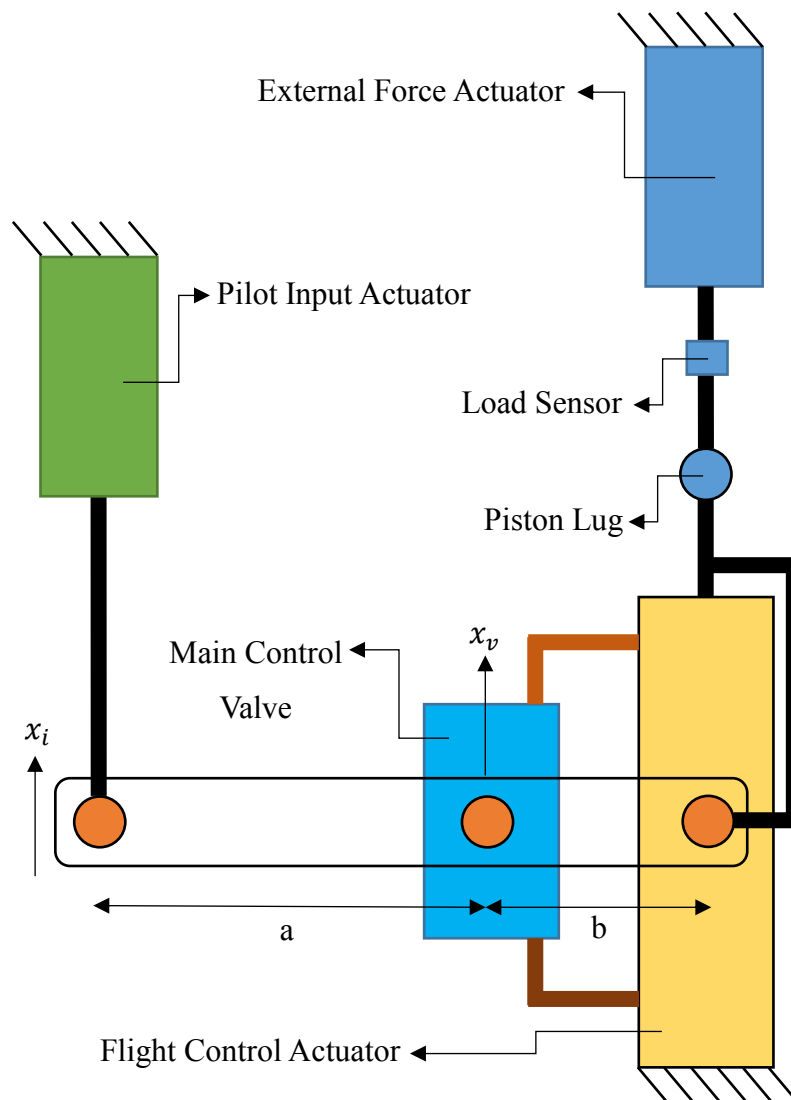 External Force Actuator
Pilot Input Actuator
Load Sensor
Piston Lug
Main Control
Valve
x_v
x_i
a
b
Flight Control Actuator